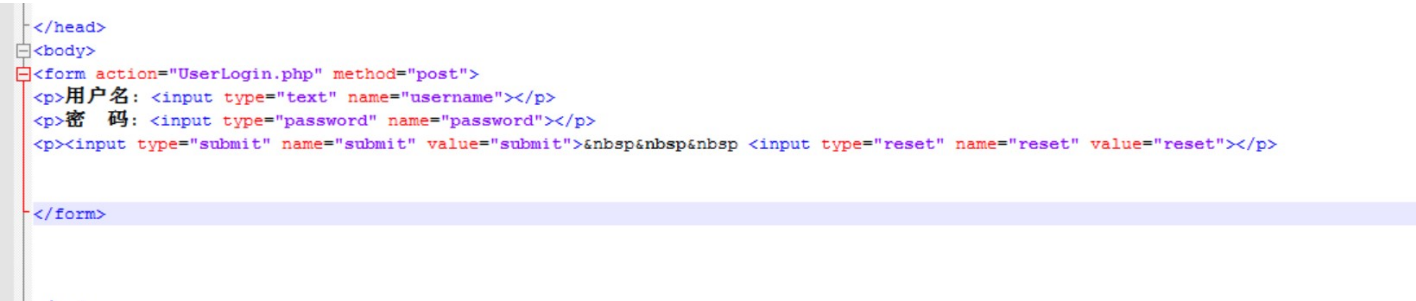 </head>
<body>
<form action="UserLogin.php" method="post">
<p>用户名: <input type="text" name="username"></p>
<p>密　码: <input type="password" name="password"></p>
<p><input type="submit" name="submit" value="submit">&nbsp&nbsp&nbsp <input type="reset" name="reset" value="reset"></p>
</form>